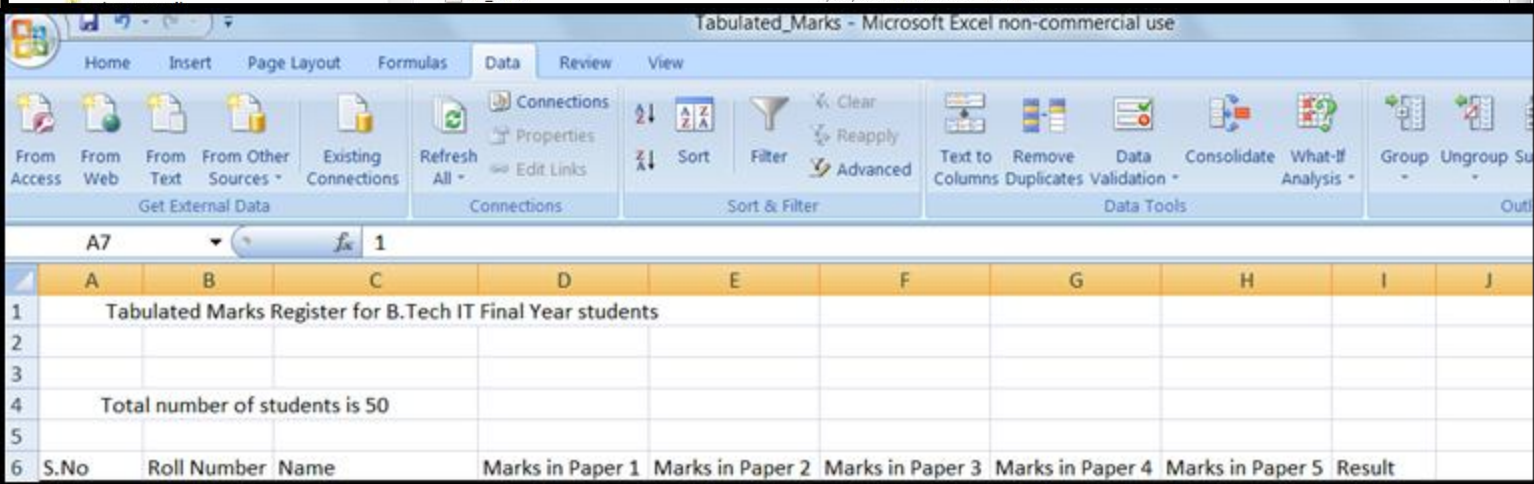 Tabulated_Marks - Microsoft Excel non-commercial use
Home Insert Page Layout Formulas Data Review View
From Access From Web From Text From Other Sources Existing Connections Refresh All Connections Properties Edit Links Sort Filter Clear Reapply Advanced Text to Columns Remove Duplicates Data Validation Consolidate What-If Analysis Group Ungroup
Get External Data Connections Sort & Filter Data Tools
A7 fx 1
A B C D E F G H I J
1 Tabulated Marks Register for B.Tech IT Final Year students
2
3
4 Total number of students is 50
5
6 S.No Roll Number Name Marks in Paper 1 Marks in Paper 2 Marks in Paper 3 Marks in Paper 4 Marks in Paper 5 Result